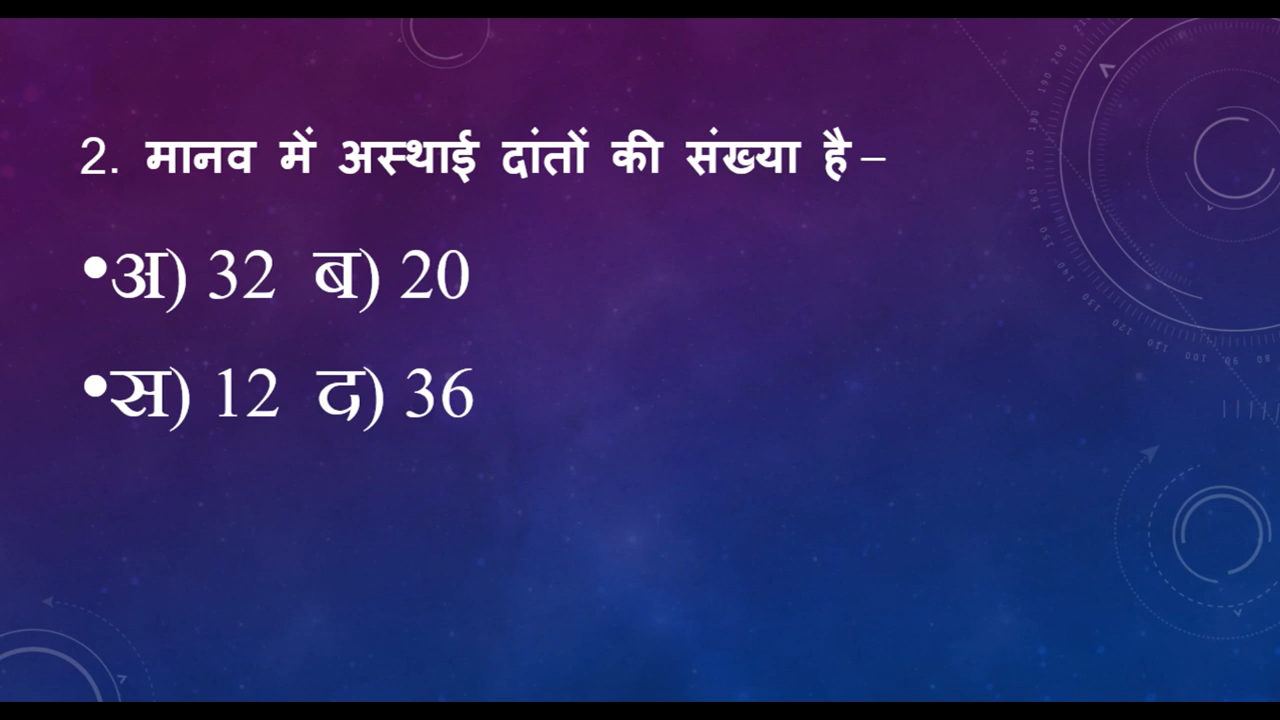 2. मानव में अस्थाई दांतों की संख्या है –
•अ) 32 ब) 20
•स) 12 द) 36